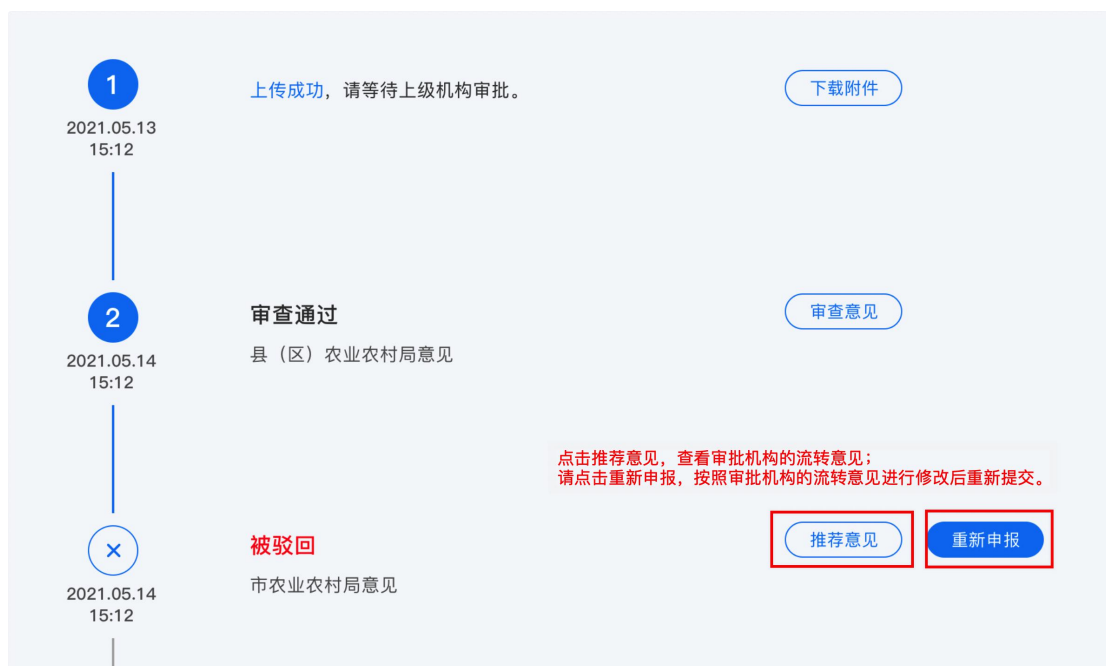 1
上传成功，请等待上级机构审批。
下载附件
2021.05.13
15:12
2
审查通过
审查意见
县（区）农业农村局意见
2021.05.14
15:12
点击推荐意见，查看审批机构的流转意见；
请点击重新申报，按照审批机构的流转意见进行修改后重新提交。
被驳回
推荐意见
重新申报
市农业农村局意见
2021.05.14
15:12